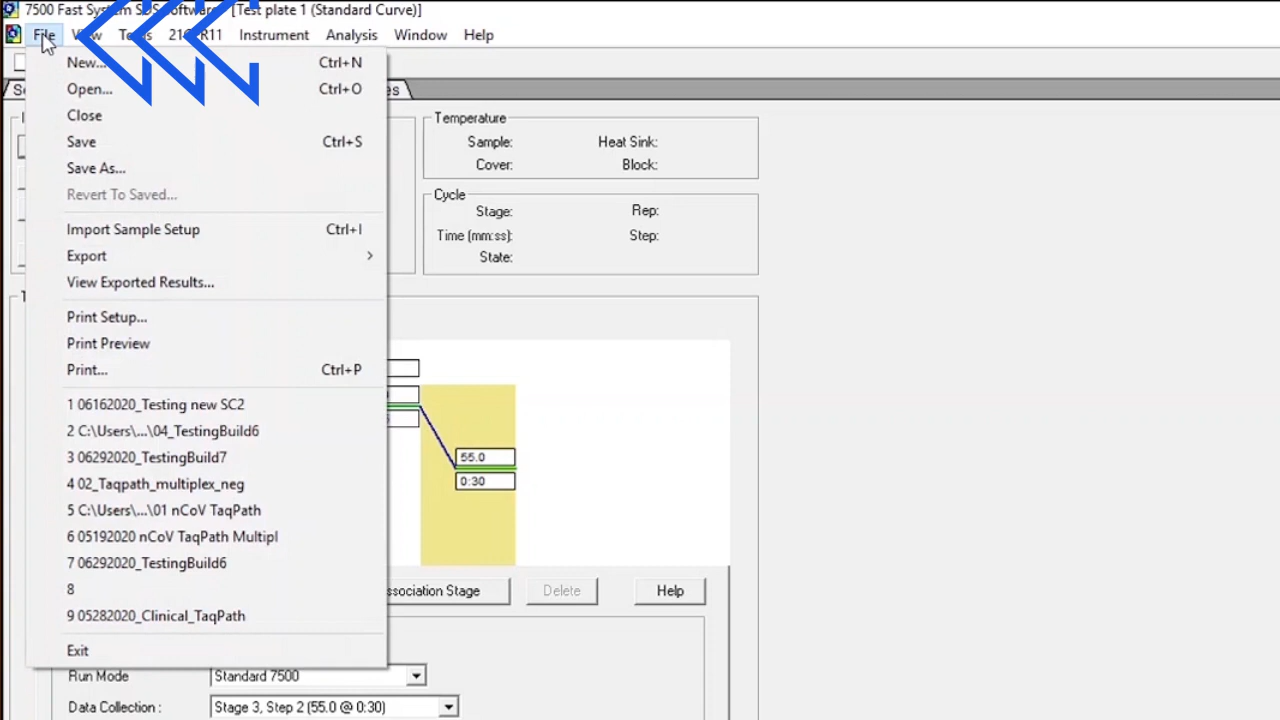 7500 Fast System SDS Software - [Test plate 1 (Standard Curve)]
File View Tools 21CFR11 Instrument Analysis Window Help
New... Ctrl+N
Open... Ctrl+O
Close
Save Ctrl+S
Save As...
Revert To Saved...
Import Sample Setup Ctrl+I
Export
View Exported Results...
Print Setup...
Print Preview
Print... Ctrl+P
1 06162020_Testing new SC2
2 C:\Users\...\04_TestingBuild6
3 06292020_TestingBuild7
4 02_Taqpath_multiplex_neg
5 C:\Users\...\01 nCoV TaqPath
6 05192020 nCoV TaqPath Multipl
7 06292020_TestingBuild6
8
9 05282020_Clinical_TaqPath
Exit
Temperature
Sample: Heat Sink:
Cover: Block:
Cycle
Stage: Rep:
Time (mm:ss): Step:
State:
55.0
0:30
ssociation Stage Delete Help
Run Mode Standard 7500
Data Collection : Stage 3, Step 2 (55.0 @ 0:30)